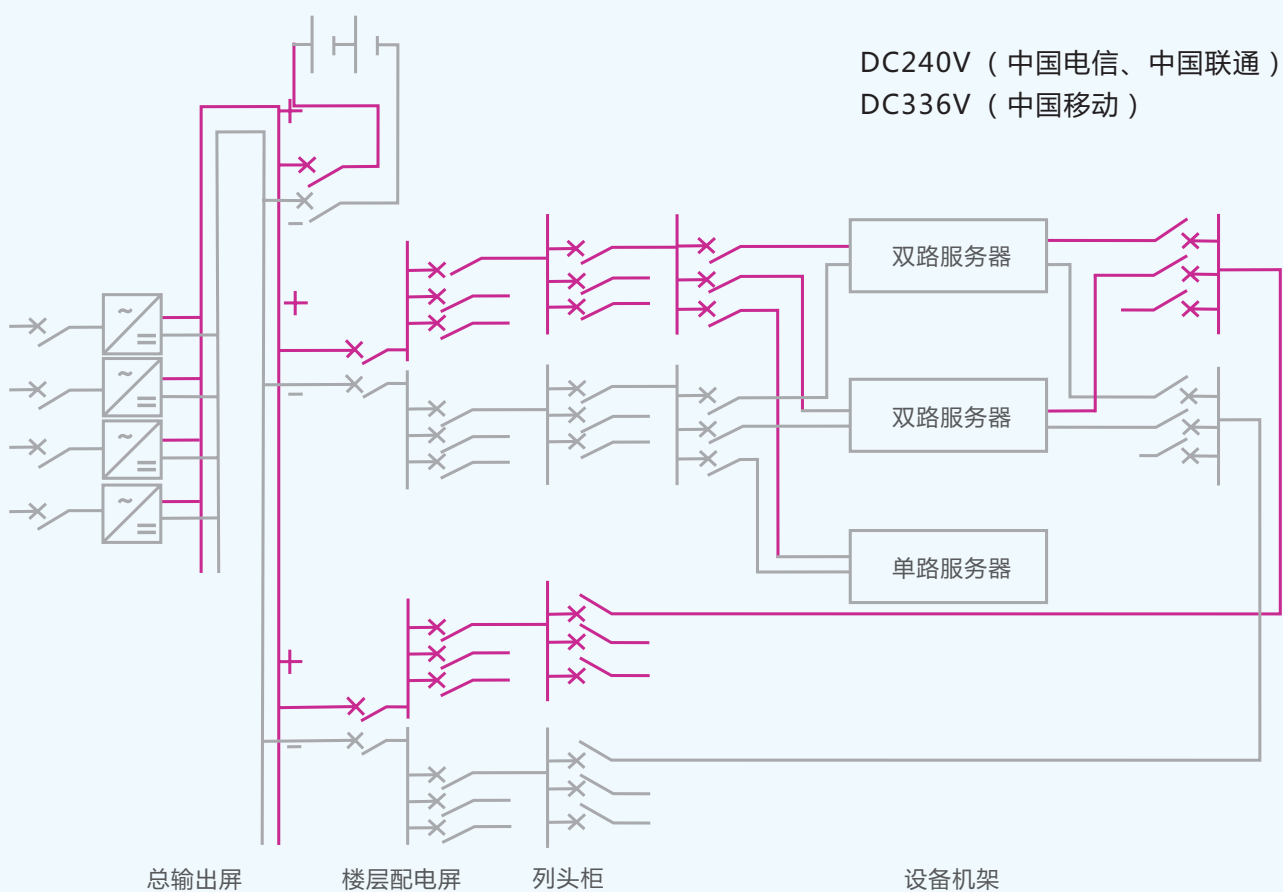 DC240V（中国电信、中国联通）
DC336V（中国移动）
双路服务器
双路服务器
单路服务器
总输出屏
楼层配电屏
列头柜
设备机架